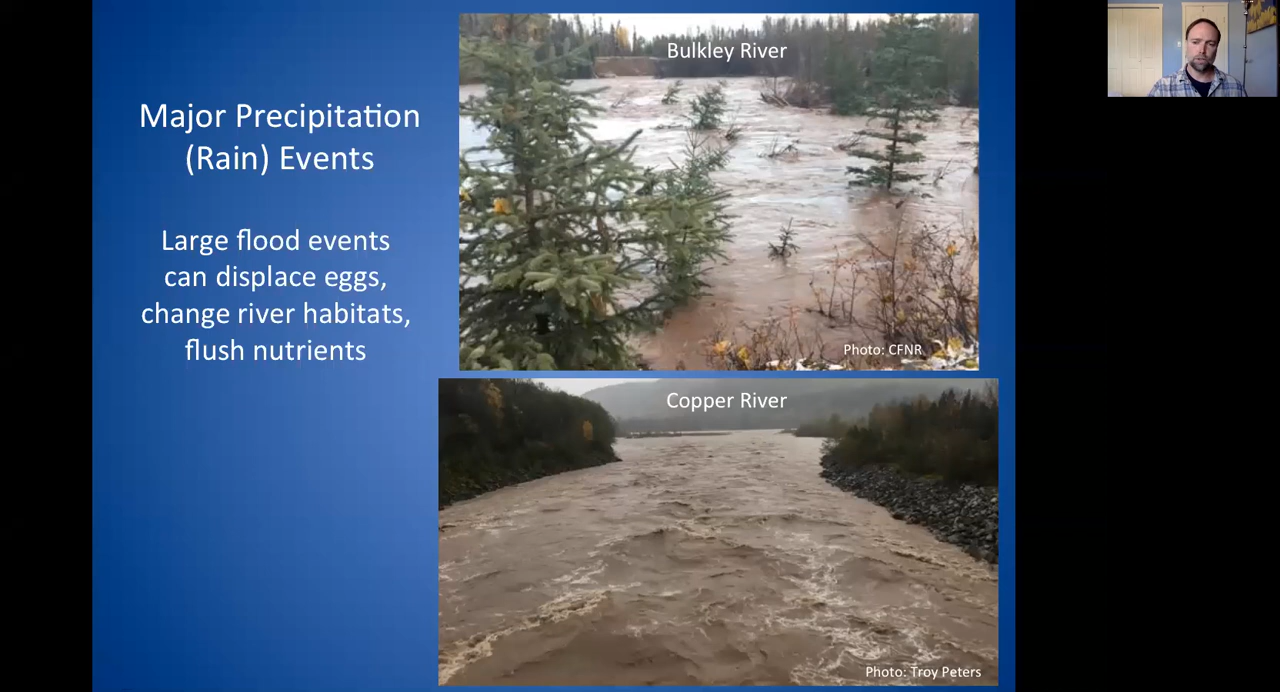 Major Precipitation
(Rain) Events
Large flood events
can displace eggs,
change river habitats,
flush nutrients
Bulkley River
Photo: CFNR
Copper River
Photo: Troy Peters